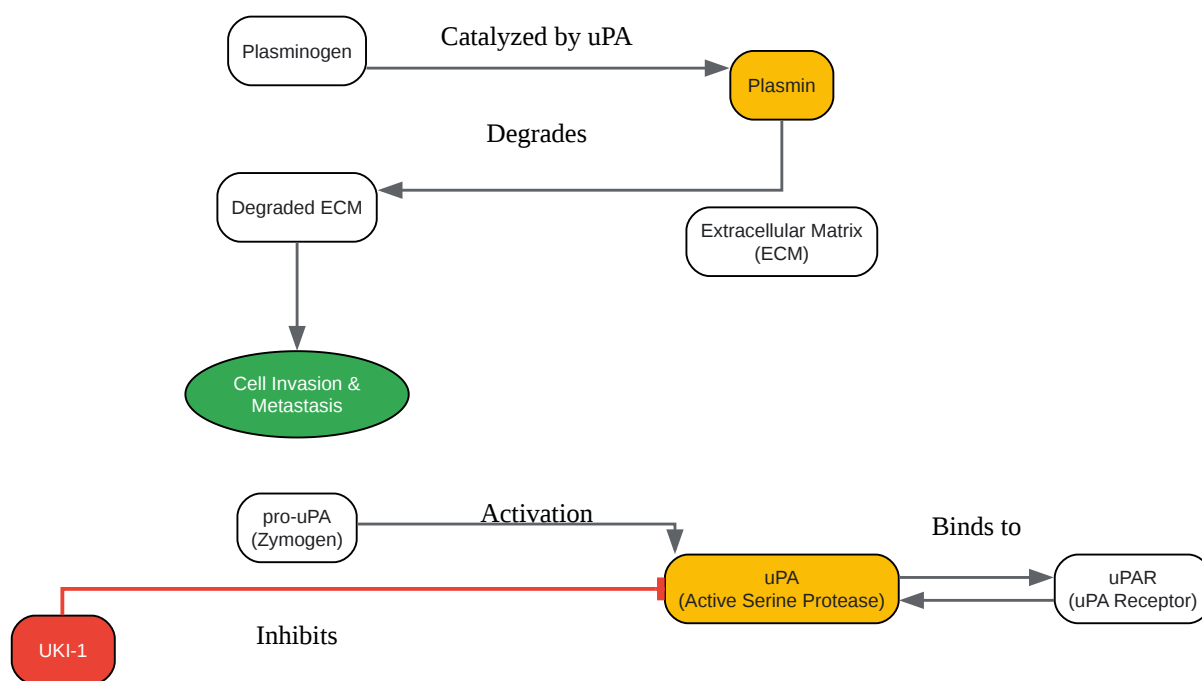 Plasminogen
Catalyzed by uPA
Plasmin
Degrades
Degraded ECM
Extracellular Matrix
(ECM)
Cell Invasion &
Metastasis
pro-uPA
(Zymogen)
Activation
Binds to
uPA
(Active Serine Protease)
uPAR
(uPA Receptor)
Inhibits
UKI-1